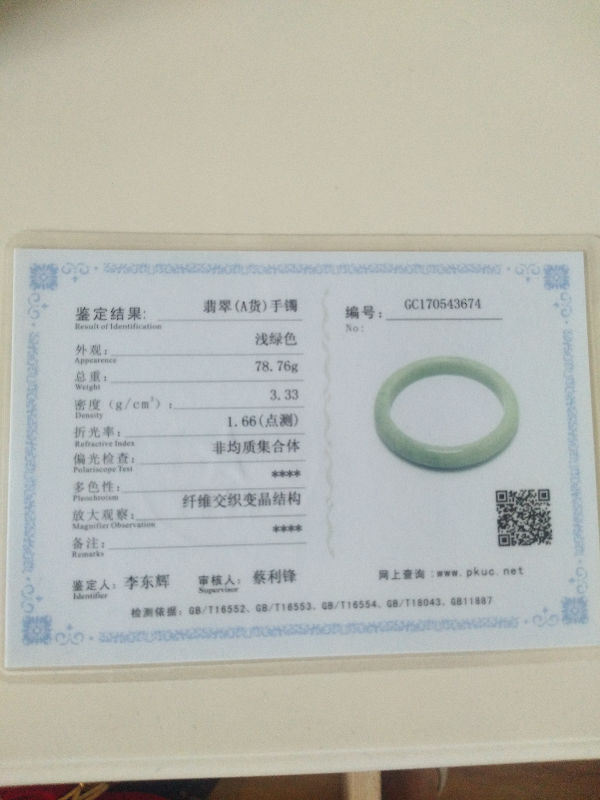 鉴定结果: 翡翠(A货)手镯
Result of Identification
外观: 浅绿色
Appearence
总重: 78.76g
Weight
密度(g/cm³): 3.33
Density
折光率: 1.66(点测)
Refractive Index
偏光检查: 非均质集合体
Polariscope Test
多色性: ****
Pleochroism
放大观察: 纤维交织变晶结构
Magnifier Observation
备注: ****
Remarks
鉴定人: 李东辉 审核人: 蔡利锋
Identifier Supervisor
编号: GC170543674
No:
网上查询:www.pkuc.net
检测依据: GB/T16552、GB/T16553、GB/T16554、GB/T18043、GB11887